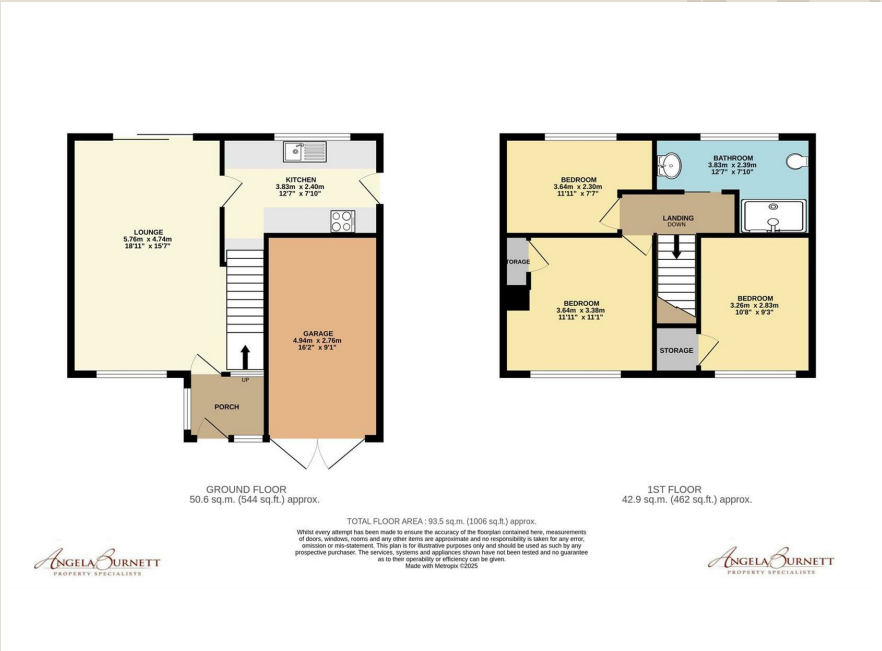 LOUNGE
5.76m x 4.74m
18'11" x 15'7"
KITCHEN
3.83m x 2.40m
12'7" x 7'10"
GARAGE
4.94m x 2.76m
16'2" x 9'1"
UP
PORCH
GROUND FLOOR
50.6 sq.m. (544 sq.ft.) approx.
BEDROOM
3.64m x 2.30m
11'11" x 7'7"
BATHROOM
3.83m x 2.39m
12'7" x 7'10"
LANDING
DOWN
TORAGE
BEDROOM
3.64m x 3.38m
11'11" x 11'1"
BEDROOM
3.26m x 2.83m
10'8" x 9'3"
STORAGE
1ST FLOOR
42.9 sq.m. (462 sq.ft.) approx.
TOTAL FLOOR AREA : 93.5 sq.m. (1006 sq.ft.) approx.
Whilst every attempt has been made to ensure the accuracy of the floorplan contained here, measurements
of doors, windows, rooms and any other items are approximate and no responsibility is taken for any error,
omission or mis-statement. This plan is for illustrative purposes only and should be used as such by any
prospective purchaser. The services, systems and appliances shown have not been tested and no guarantee
as to their operability or efficiency can be given.
Made with Metropix ©2025
ANGELA BURNETT
PROPERTY SPECIALISTS
ANGELA BURNETT
PROPERTY SPECIALISTS